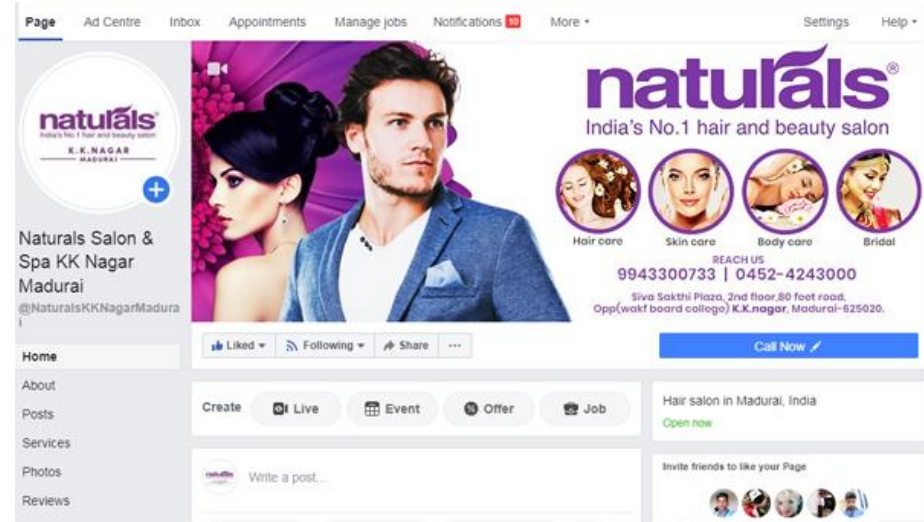 Page Ad Centre Inbox Appointments Manage jobs Notifications 10 More Settings Help
naturals
India's No.1 hair and beauty salon
K.K.NAGAR
MADURAI
Naturals Salon &
Spa KK Nagar
Madurai
@NaturalsKKNagarMadura
i
Home
About
Posts
Services
Photos
Reviews
naturals®
India's No.1 hair and beauty salon
Hair care Skin care Body care Bridal
REACH US
9943300733 | 0452-4243000
Siva Sakthi Plaza, 2nd floor,80 feet road,
Opp(wakf board college) K.K.nagar, Madurai-625020.
Liked Following Share ...
Call Now
Create Live Event Offer Job
Hair salon in Madurai, India
Open now
naturals
Write a post...
Invite friends to like your Page